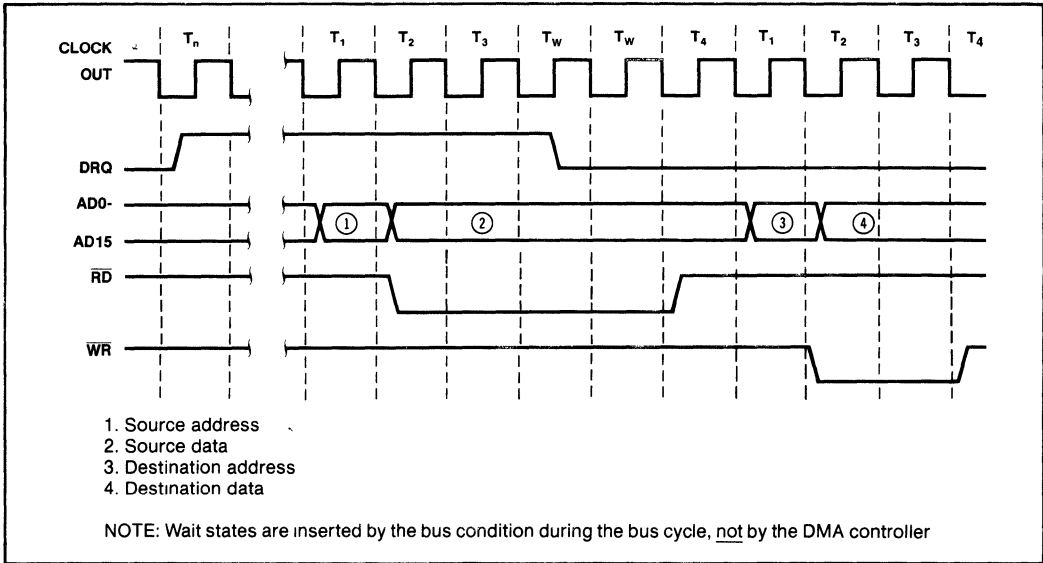 Tn T1 T2 T3 TW TW T4 T1 T2 T3 T4
CLOCK
OUT
DRQ
AD0-
AD15
1 2 3 4
RD
WR
1. Source address
2. Source data
3. Destination address
4. Destination data
NOTE: Wait states are inserted by the bus condition during the bus cycle, not by the DMA controller